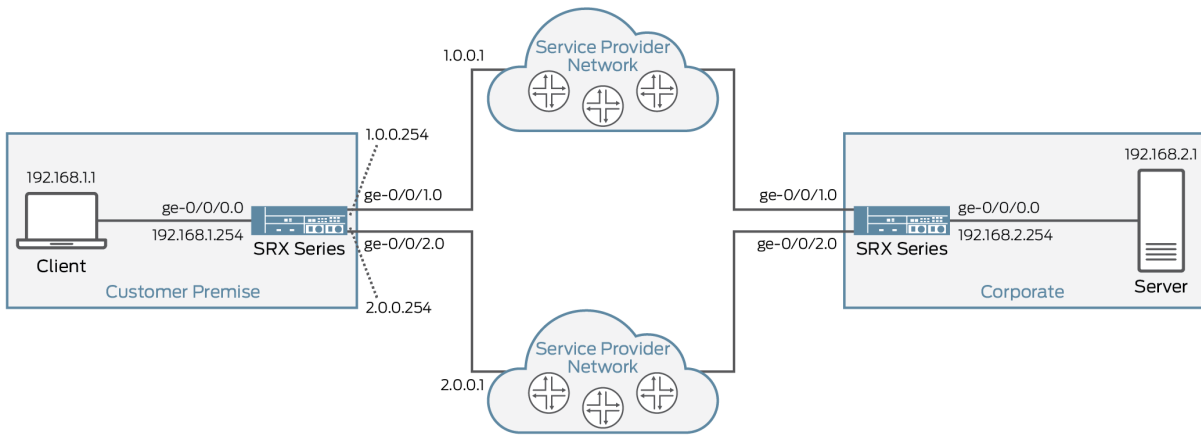 Service Provider
Network
1.0.0.1
1.0.0.254
192.168.1.1
ge-0/0/0.0
192.168.1.254
Client
SRX Series
ge-0/0/1.0
ge-0/0/2.0
Customer Premise
2.0.0.254
192.168.2.1
ge-0/0/1.0
ge-0/0/2.0
SRX Series
ge-0/0/0.0
192.168.2.254
Server
Corporate
Service Provider
Network
2.0.0.1